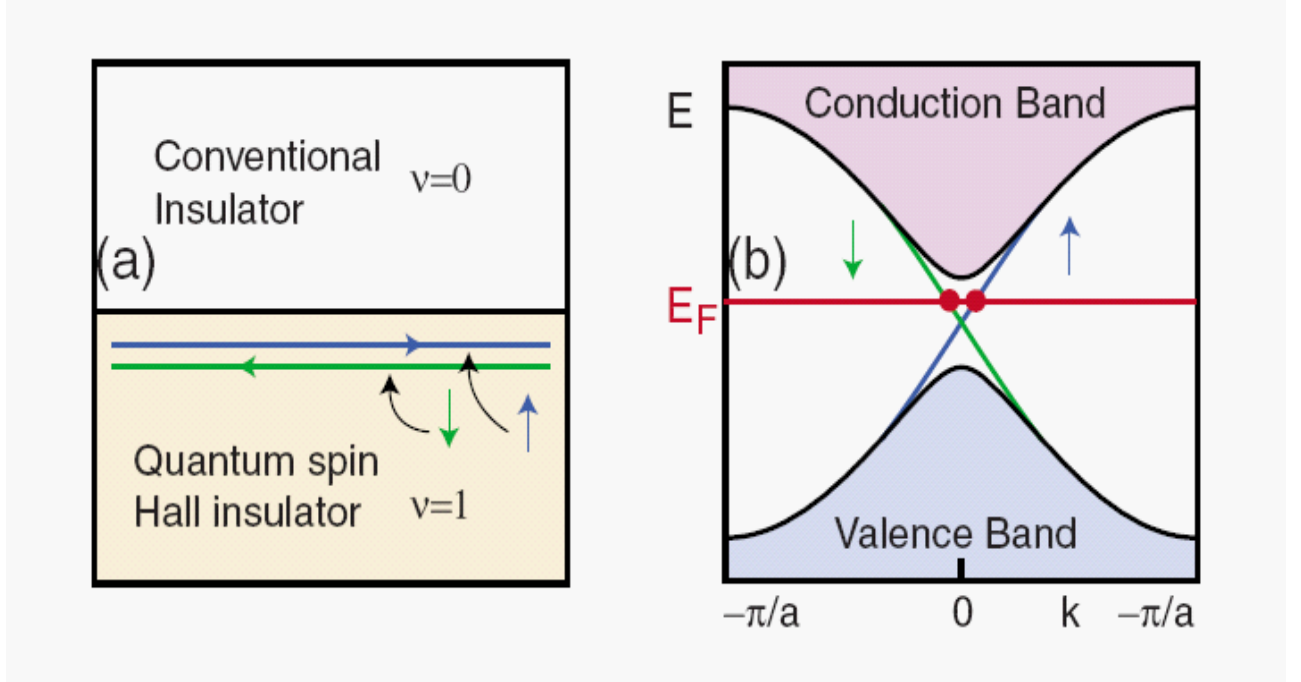 Conventional
Insulator
ν=0
(a)
Quantum spin
Hall insulator
ν=1
E
Conduction Band
(b)
E_F
Valence Band
−π/a 0 k −π/a